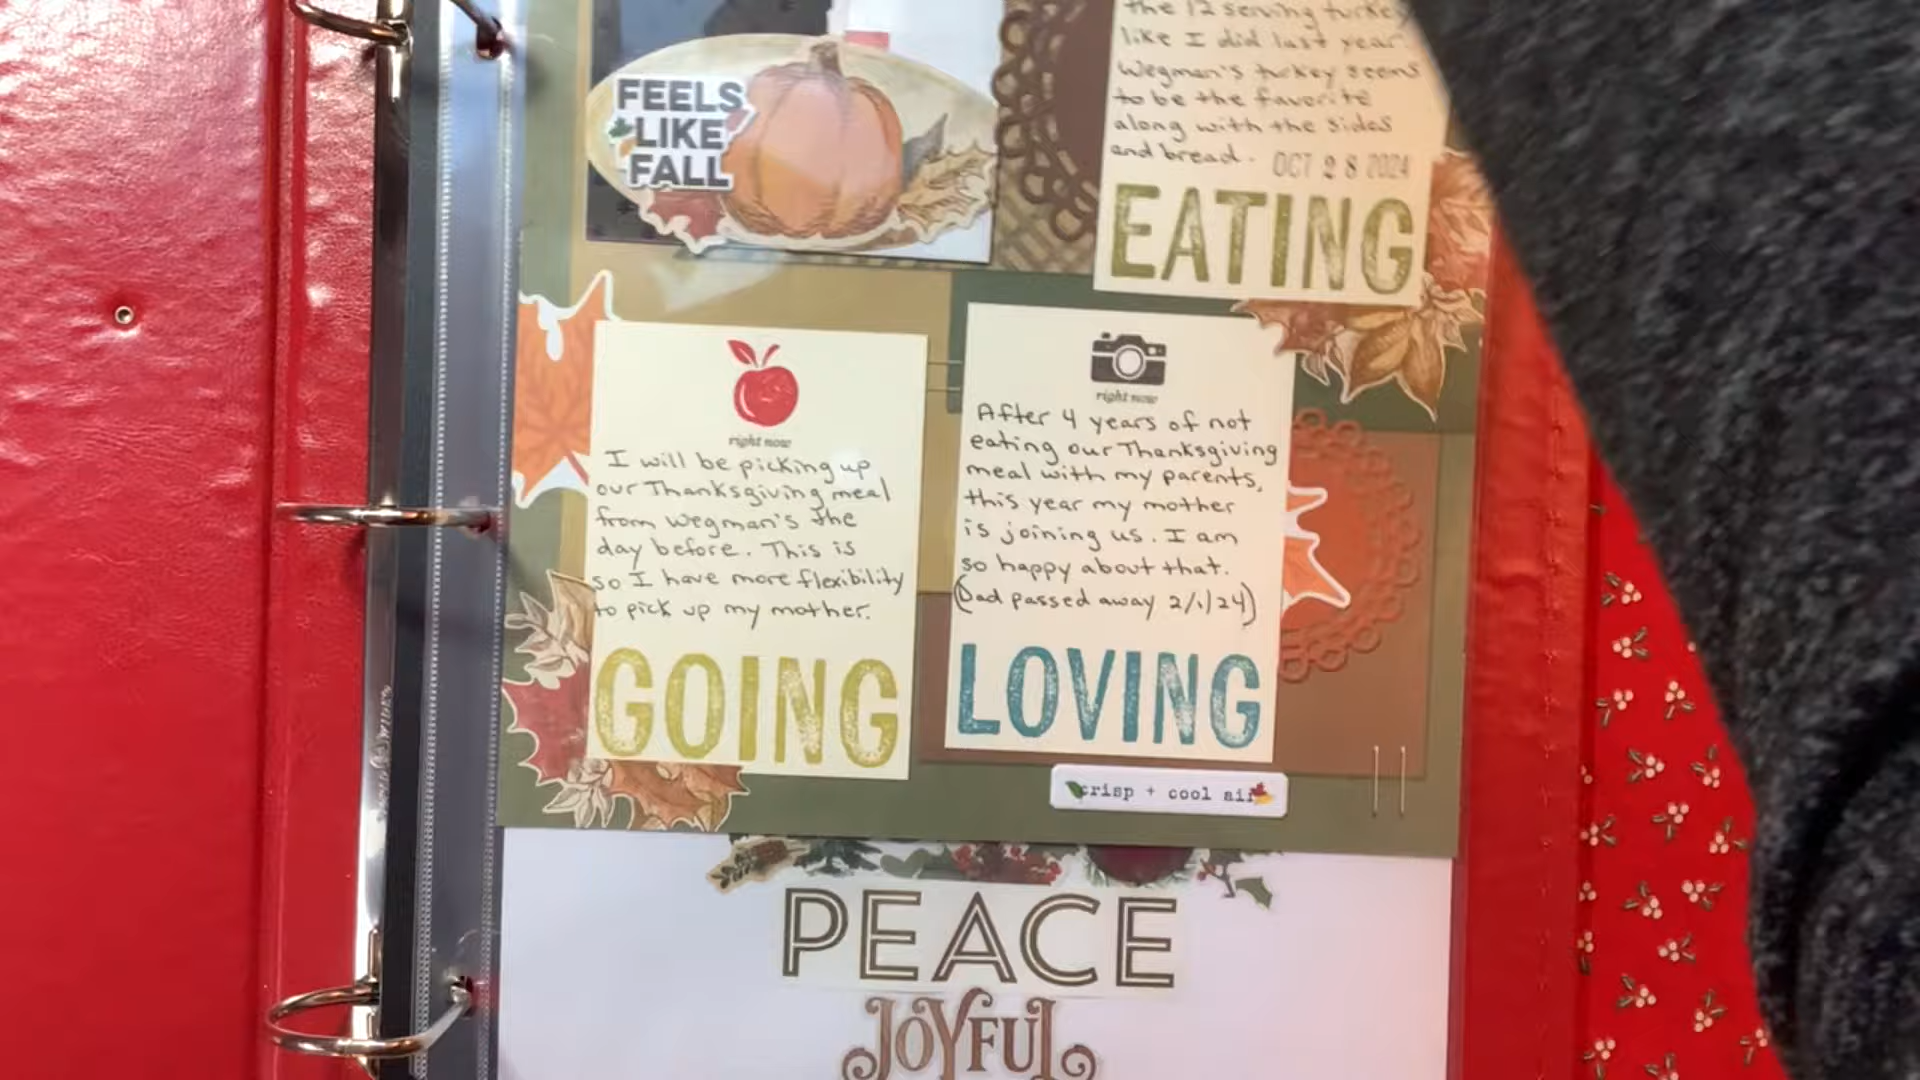 FEELS
LIKE
FALL
the 12 serving turkey
like I did last year.
Wegman's turkey seems
to be the favorite
along with the sides
and bread. OCT 28 2024
EATING
right now
I will be picking up
our Thanksgiving meal
from Wegman's the
day before. This is
so I have more flexibility
to pick up my mother.
GOING
right now
After 4 years of not
eating our Thanksgiving
meal with my parents,
this year my mother
is joining us. I am
so happy about that.
(Dad passed away 2/1/24)
LOVING
crisp + cool air
PEACE
JOYFUL